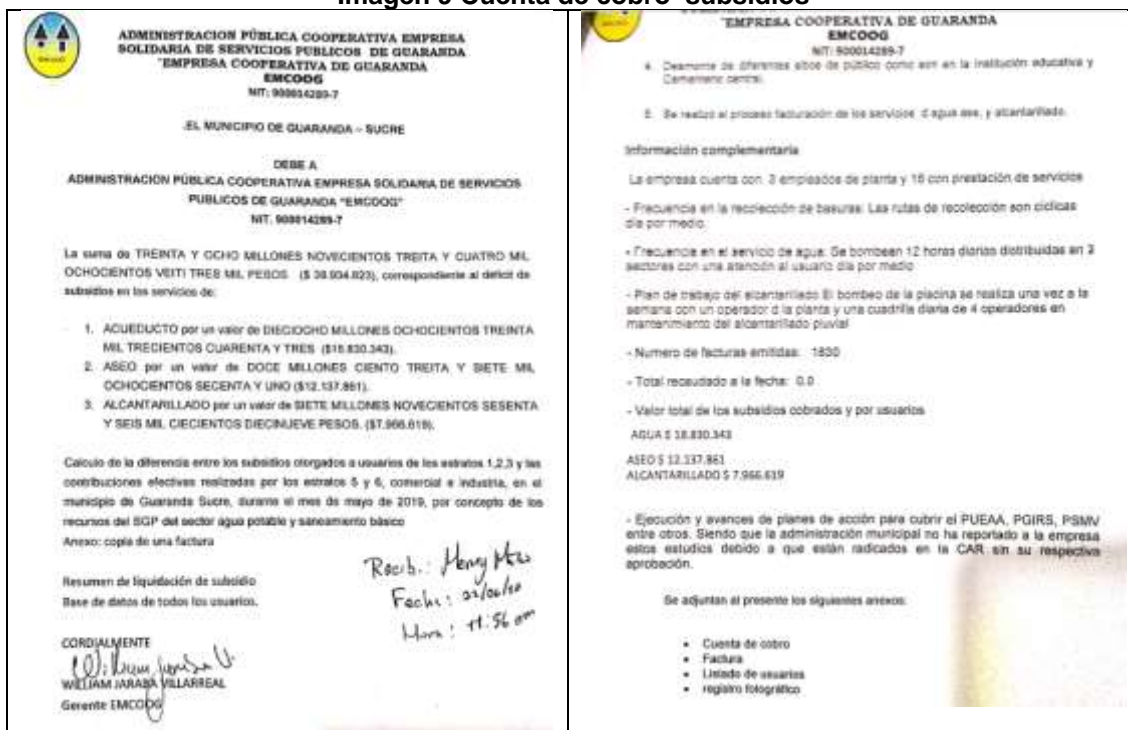 Imagen 9 Cuenta de cobro subsidios
ADMINISTRACION PÚBLICA COOPERATIVA EMPRESA
SOLIDARIA DE SERVICIOS PUBLICOS DE GUARANDA
"EMPRESA COOPERATIVA DE GUARANDA
EMCOOG
NIT: 900014289-7
.EL MUNICIPIO DE GUARANDA – SUCRE
DEBE A
ADMINISTRACION PÚBLICA COOPERATIVA EMPRESA SOLIDARIA DE SERVICIOS
PUBLICOS DE GUARANDA "EMCOOG"
NIT. 900014289-7
La suma de TREINTA Y OCHO MILLONES NOVECIENTOS TREITA Y CUATRO MIL
OCHOCIENTOS VEITI TRES MIL PESOS ($ 38.934.823), correspondiente al deficit de
subsidios en los servicios de:
1. ACUEDUCTO por un valor de DIECIOCHO MILLONES OCHOCIENTOS TREINTA
MIL TRECIENTOS CUARENTA Y TRES ($18.830.343).
2. ASEO por un valor de DOCE MILLONES CIENTO TREITA Y SIETE MIL
OCHOCIENTOS SECENTA Y UNO ($12.137.861).
3. ALCANTARILLADO por un valor de SIETE MILLONES NOVECIENTOS SESENTA
Y SEIS MIL CIECIENTOS DIECINUEVE PESOS. ($7.966.619).
Calculo de la diferencia entre los subsidios otorgados a usuarios de los estratos 1,2,3 y las
contribuciones efectivas realizadas por los estratos 5 y 6, comercial e industria, en el
municipio de Guaranda Sucre, durante el mes de mayo de 2019, por concepto de los
recursos del SGP del sector agua potable y saneamiento básico
Anexo: copia de una factura
Resumen de liquidación de subsidio
Base de datos de todos los usuarios.
Recib.: Henry
Fecha:
Hora: 11:56 am
CORDIALMENTE
WILLIAM JARABA VILLARREAL
Gerente EMCOOG
"EMPRESA COOPERATIVA DE GUARANDA
EMCOOG
NIT: 900014289-7
4. Desmonte de diferentes sitios de público como son en la institución educativa y
Cementerio central.
5. Se realizo el proceso facturación de los servicios d agua ase, y alcantarillado.
Información complementaria
La empresa cuenta con 3 empleados de planta y 16 con prestación de servicios
- Frecuencia en la recolección de basuras: Las rutas de recolección son cíclicas
día por medio.
- Frecuencia en el servicio de agua: Se bombeen 12 horas diarias distribuidas en 3
sectores con una atención al usuario día por medio
- Plan de trabajo del alcantarillado El bombeo de la piscina se realiza una vez a la
semana con un operador d la planta y una cuadrilla diaria de 4 operadores en
mantenimiento del alcantarillado pluvial
- Numero de facturas emitidas: 1830
- Total recaudado a la fecha: 0.0
- Valor total de los subsidios cobrados y por usuarios
AGUA $ 18.830.343
ASEO $ 12.137.861
ALCANTARILLADO $ 7.966.619
- Ejecución y avances de planes de acción para cubrir el PUEAA, PGIRS, PSMV
entre otros. Siendo que la administración municipal no ha reportado a la empresa
estos estudios debido a que están radicados en la CAR sin su respectiva
aprobación.
Se adjuntan al presente los siguientes anexos:
• Cuenta de cobro
• Factura
• Listado de usuarios
• registro fotográfico